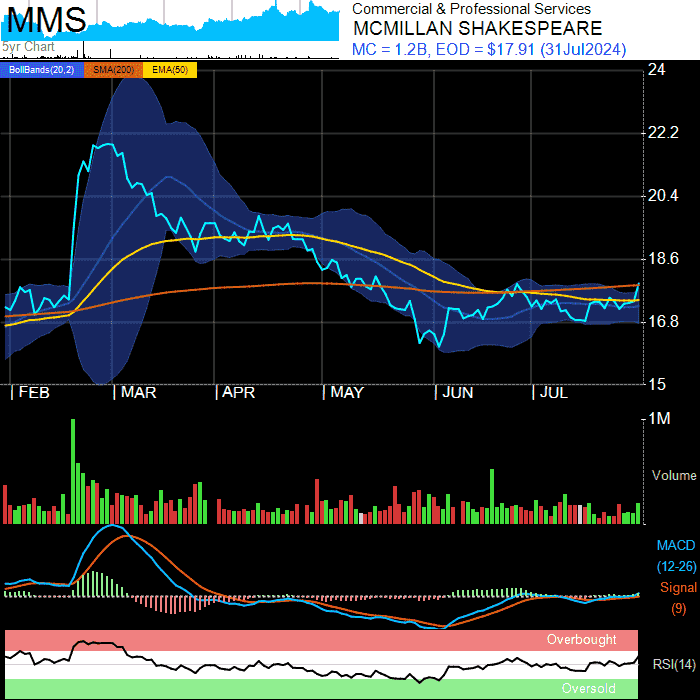 MMS
5yr Chart
Commercial & Professional Services
MCMILLAN SHAKESPEARE
MC = 1.2B, EOD = $17.91 (31Jul2024)
BollBands(20,2) SMA(200) EMA(50)
24
22.2
20.4
18.6
16.8
15
FEB MAR APR MAY JUN JUL
1M
Volume
MACD
(12-26)
Signal
(9)
Overbought
RSI(14)
Oversold